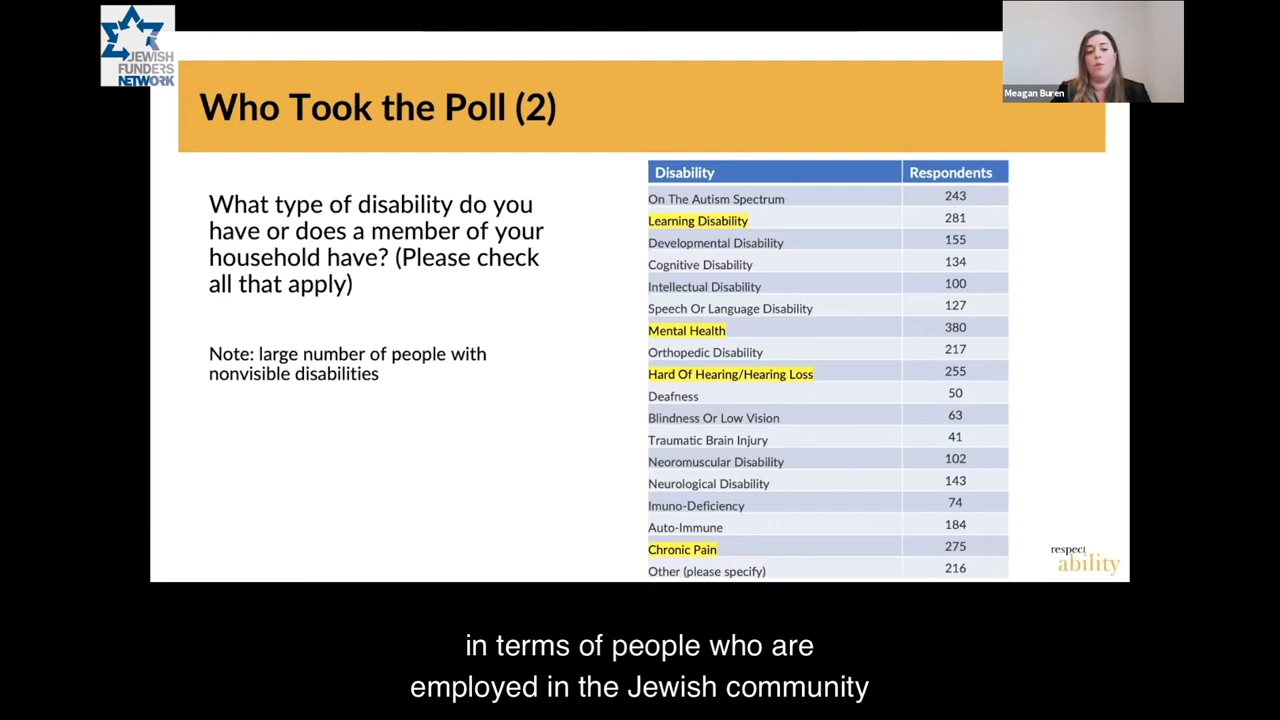 JEWISH
FUNDERS
NETWORK
Meagan Buren
Who Took the Poll (2)
What type of disability do you
have or does a member of your
household have? (Please check
all that apply)
Note: large number of people with
nonvisible disabilities
Disability Respondents
On The Autism Spectrum 243
Learning Disability 281
Developmental Disability 155
Cognitive Disability 134
Intellectual Disability 100
Speech Or Language Disability 127
Mental Health 380
Orthopedic Disability 217
Hard Of Hearing/Hearing Loss 255
Deafness 50
Blindness Or Low Vision 63
Traumatic Brain Injury 41
Neoromuscular Disability 102
Neurological Disability 143
Imuno-Deficiency 74
Auto-Immune 184
Chronic Pain 275
Other (please specify) 216
respect
ability
in terms of people who are
employed in the Jewish community